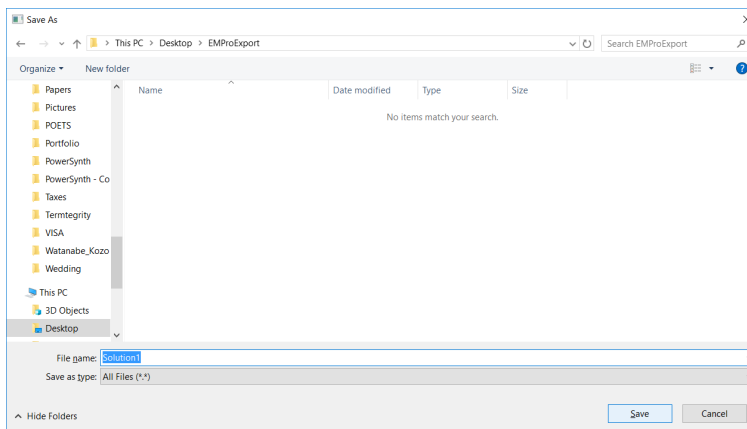 Save As
This PC > Desktop > EMProExport
Search EMProExport
Organize
New folder
Name
Date modified
Type
Size
No items match your search.
Papers
Pictures
POETS
Portfolio
PowerSynth
PowerSynth - Co
Taxes
Termtegrity
VISA
Watanabe_Kozo
Wedding
This PC
3D Objects
Desktop
File name: Solution1
Save as type: All Files (*.*)
Hide Folders
Save
Cancel